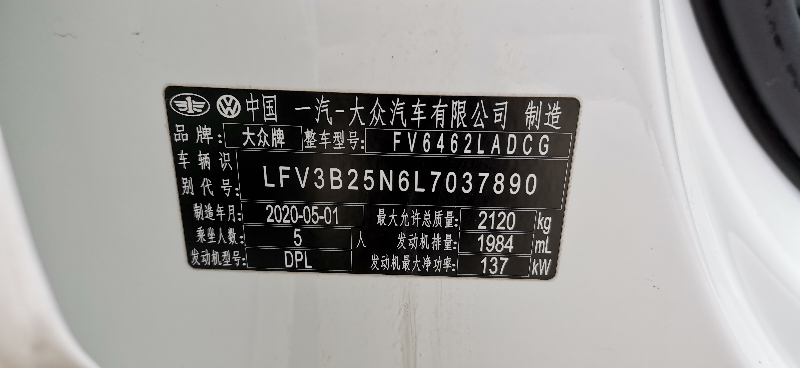 中国 一汽-大众汽车有限公司 制造
品牌: 大众牌 整车型号: FV6462LADCG
车辆识别代号: LFV3B25N6L7037890
制造年月: 2020-05-01 最大允许总质量: 2120 kg
乘坐人数: 5 人 发动机排量: 1984 mL
发动机型号: DPL 发动机最大净功率: 137 kW